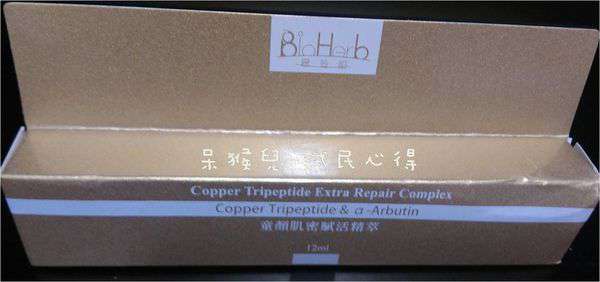 BioHerb
呆猴兒 試民心得
Copper Tripeptide Extra Repair Complex
Copper Tripeptide & α-Arbutin
童顏肌密賦活精萃
12ml